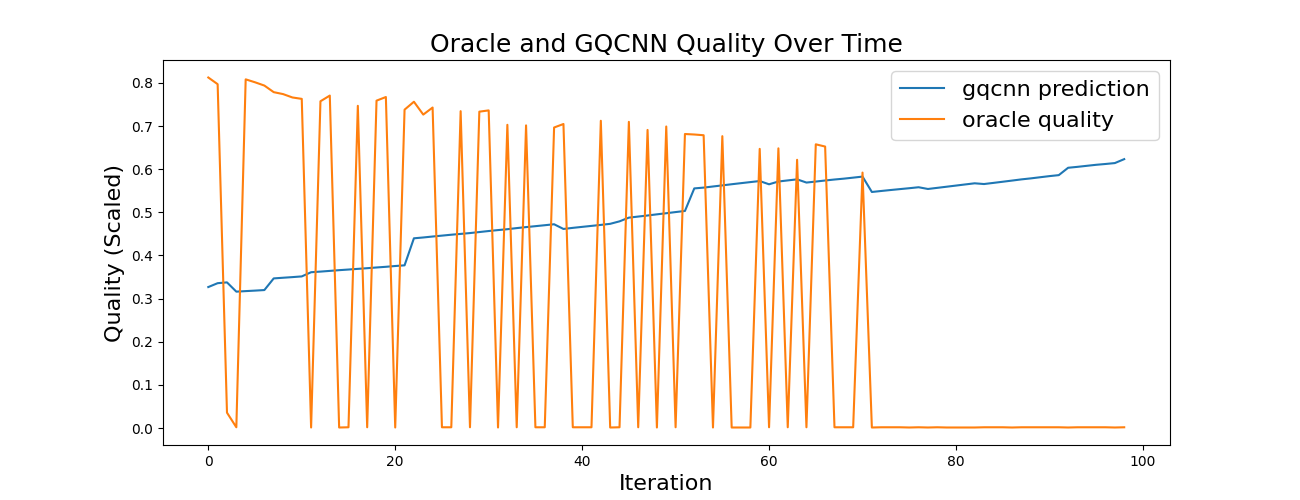 Oracle and GQCNN Quality Over Time
gqcnn prediction
oracle quality
Quality (Scaled)
0.8
0.7
0.6
0.5
0.4
0.3
0.2
0.1
0.0
0 20 40 60 80 100
Iteration